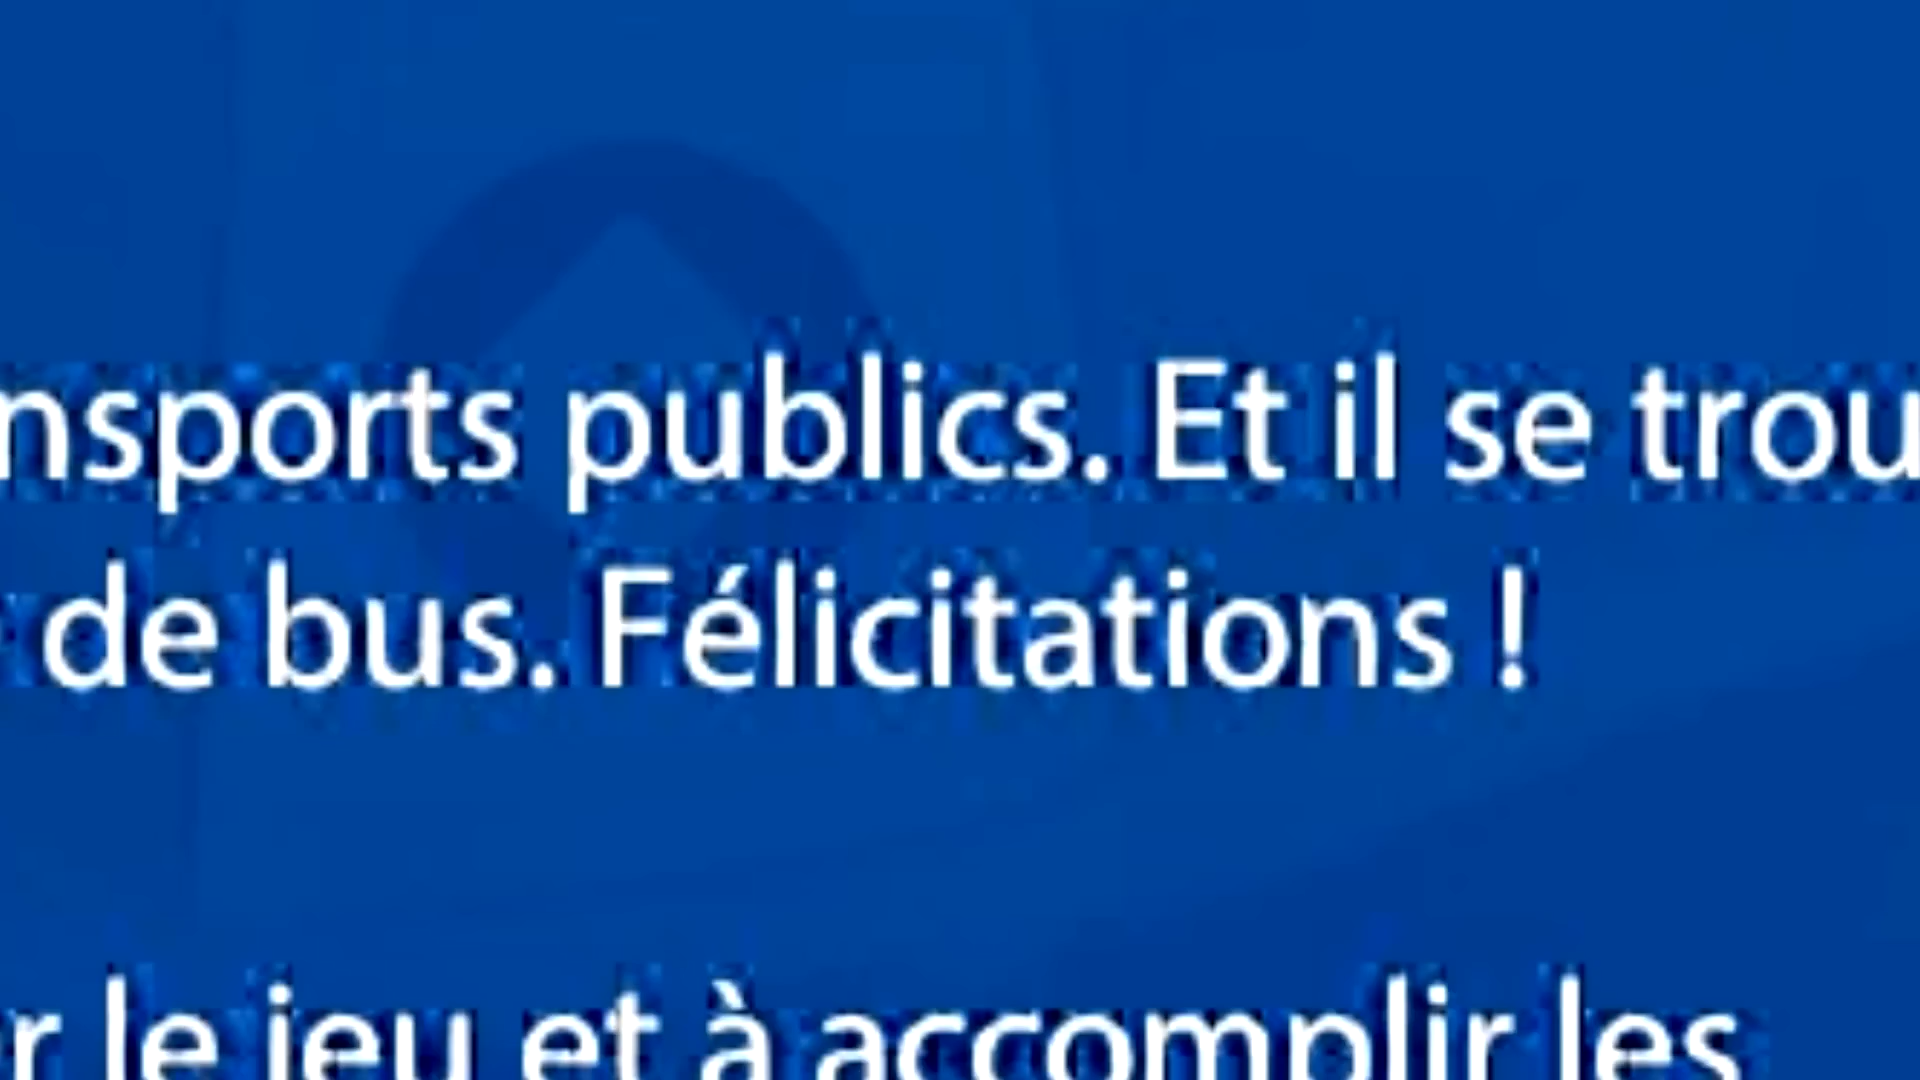 nsports publics. Et il se trou
de bus. Félicitations !
r le jeu et à accomplir les